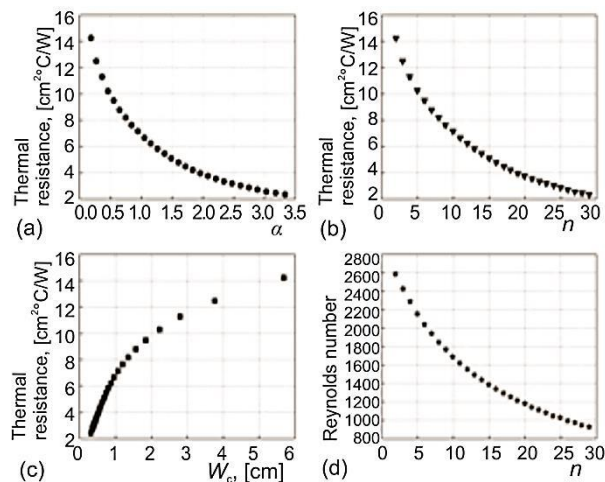 16
14
12
10
8
6
4
2
Thermal
resistance, [cm²°C/W]
0.0 0.5 1.0 1.5 2.0 2.5 3.0 3.5
(a)
α
16
14
12
10
8
6
4
2
Thermal
resistance, [cm²°C/W]
0 5 10 15 20 25 30
(b)
n
16
14
12
10
8
6
4
2
Thermal
resistance, [cm²°C/W]
0 1 2 3 4 5 6
(c)
Wc, [cm]
2800
2600
2400
2200
2000
1800
1600
1400
1200
1000
800
Reynolds number
0 5 10 15 20 25 30
(d)
n